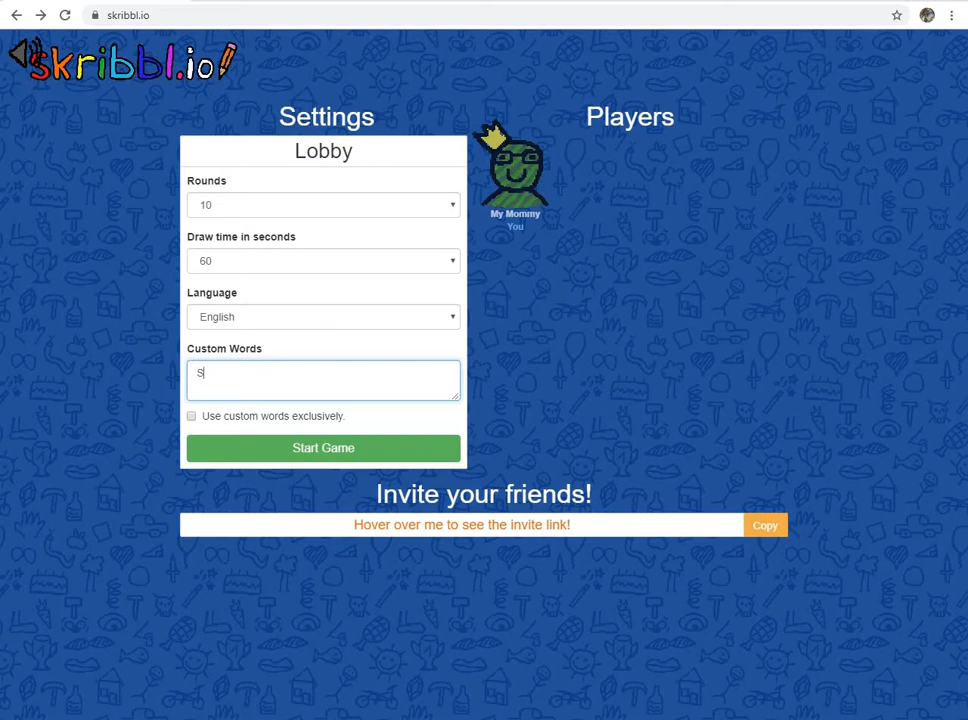 skribbl.io
skribbl.io
Settings
Players
Lobby
Rounds
10
Draw time in seconds
60
Language
English
Custom Words
S
Use custom words exclusively.
Start Game
My Mommy
You
Invite your friends!
Hover over me to see the invite link!
Copy